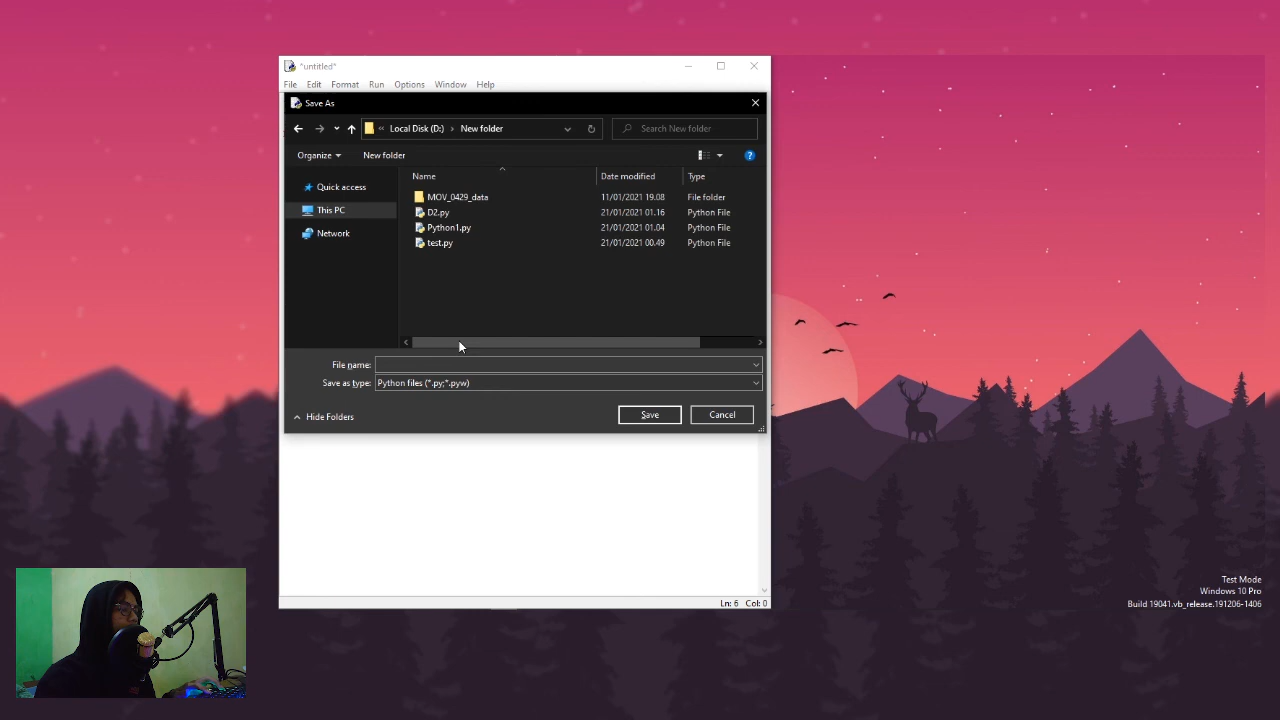 *untitled*
File Edit Format Run Options Window Help
Save As
« Local Disk (D:) › New folder
Search New folder
Organize New folder
Name Date modified Type
Quick access
This PC
Network
MOV_0429_data 11/01/2021 19.08 File folder
D2.py 21/01/2021 01.16 Python File
Python1.py 21/01/2021 01.04 Python File
test.py 21/01/2021 00.49 Python File
File name:
Save as type: Python files (*.py;*.pyw)
Hide Folders
Save Cancel
Ln: 6 Col: 0
Test Mode
Windows 10 Pro
Build 19041.vb_release.191206-1406